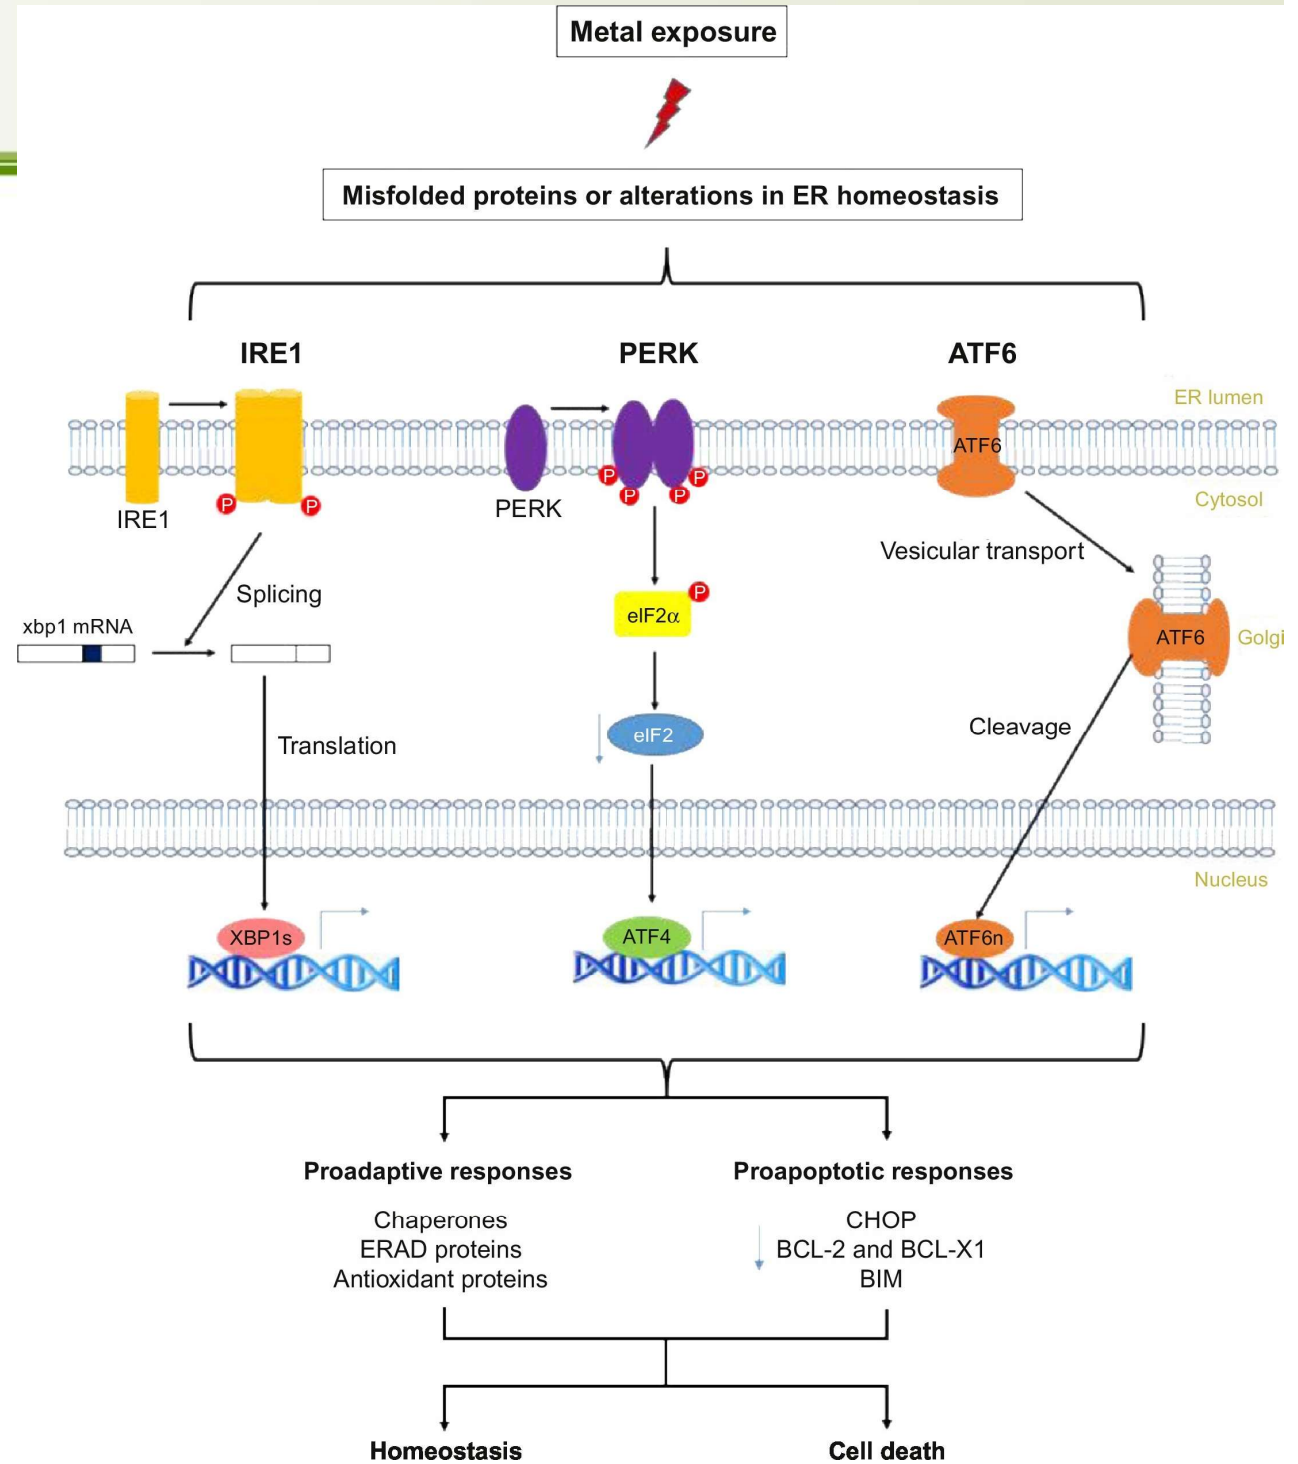 Metal exposure
Misfolded proteins or alterations in ER homeostasis
IRE1
PERK
ATF6
ER lumen
ATF6
Cytosol
IRE1
P
P
PERK
P
P
P
P
Vesicular transport
Splicing
P
eIF2α
xbp1 mRNA
ATF6
Golgi
Cleavage
eIF2
Translation
Nucleus
XBP1s
ATF4
ATF6n
Proadaptive responses
Chaperones
ERAD proteins
Antioxidant proteins
Proapoptotic responses
CHOP
BCL-2 and BCL-X1
BIM
Homeostasis
Cell death